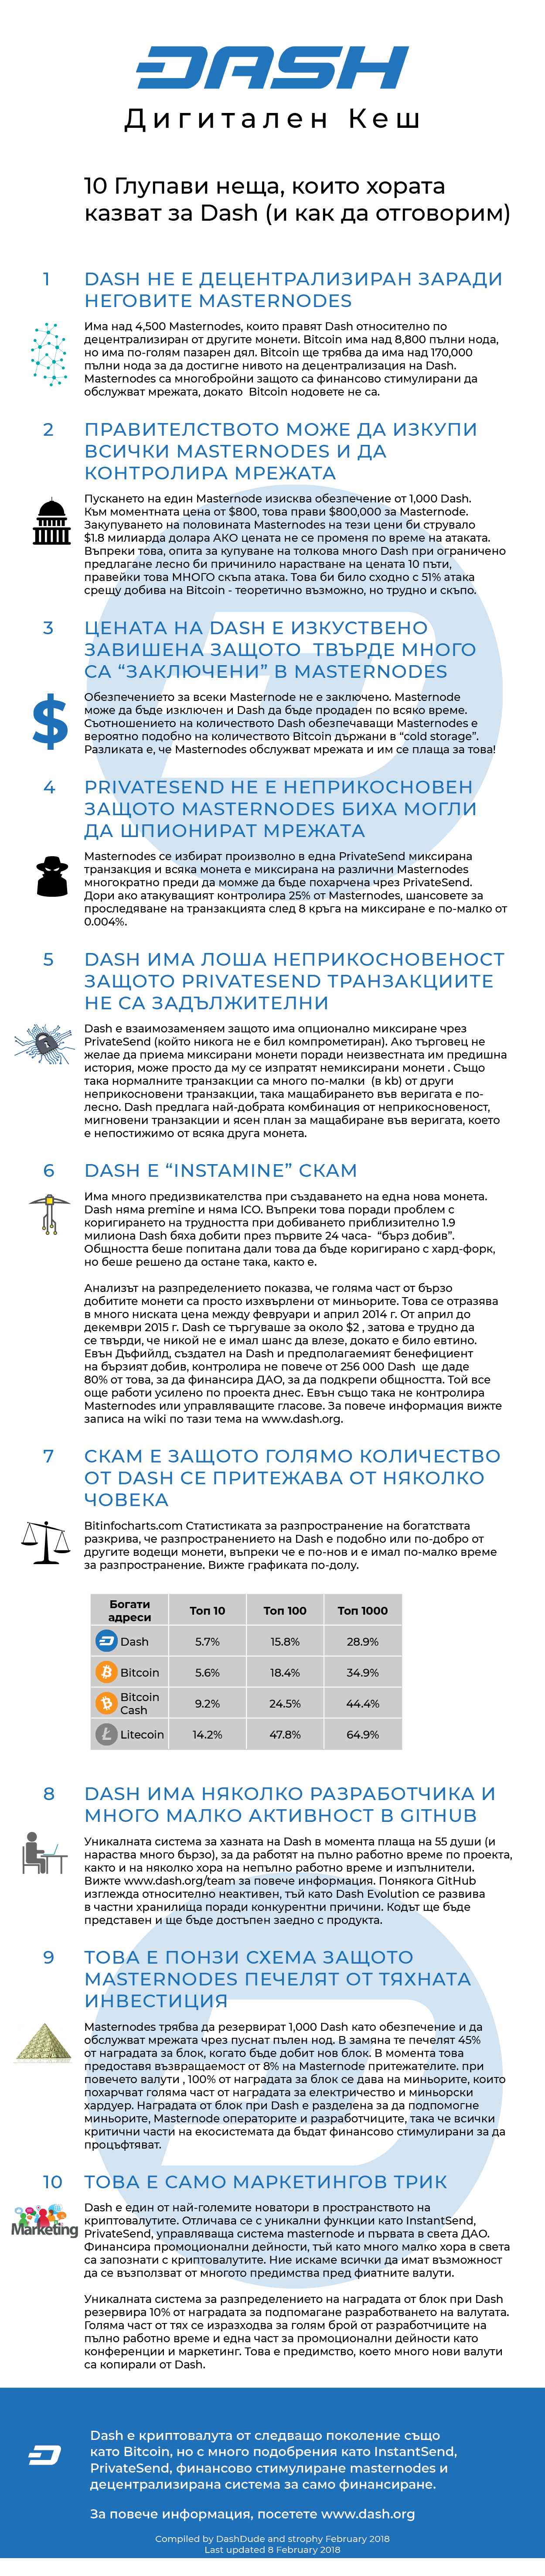 DASH
Дигитален Кеш
10 Глупави неща, които хората
казват за Dash (и как да отговорим)
1 DASH НЕ Е ДЕЦЕНТРАЛИЗИРАН ЗАРАДИ
НЕГОВИТЕ MASTERNODES
Има над 4,500 Masternodes, които правят Dash относително по
децентрализиран от другите монети. Bitcoin има над 8,800 пълни нода,
но има по-голям пазарен дял. Bitcoin ще трябва да има над 170,000
пълни нода за да достигне нивото на децентрализация на Dash.
Masternodes са многобройни защото са финансово стимулирани да
обслужват мрежата, докато Bitcoin нодовете не са.
2 ПРАВИТЕЛСТВОТО МОЖЕ ДА ИЗКУПИ
ВСИЧКИ MASTERNODES И ДА
КОНТРОЛИРА МРЕЖАТА
Пускането на един Masternode изисква обезпечение от 1,000 Dash.
Към моментната цена от $800, това прави $800,000 за Masternode.
Закупуването на половината Masternodes на тези цени би струвало
$1.8 милиарда долара АКО цената не се променя по време на атаката.
Въпреки това, опита за купуване на толкова много Dash при ограничено
предлагане лесно би причинило нарастване на цената 10 пъти,
правейки това МНОГО скъпа атака. Това би било сходно с 51% атака
срещу добива на Bitcoin - теоретично възможно, но трудно и скъпо.
3 ЦЕНАТА НА DASH Е ИЗКУСТВЕНО
ЗАВИШЕНА ЗАЩОТО ТВЪРДЕ МНОГО
СА “ЗАКЛЮЧЕНИ” В MASTERNODES
Обезпечението за всеки Masternode не е заключено. Masternode
може да бъде изключен и Dash да бъде продаден по всяко време.
Съотношението на количеството Dash обезпечаващи Masternodes е
вероятно подобно на количеството Bitcoin държани в “cold storage”.
Разликата е, че Masternodes обслужват мрежата и им се плаща за това!
4 PRIVATESEND НЕ Е НЕПРИКОСНОВЕН
ЗАЩОТО MASTERNODES БИХА МОГЛИ
ДА ШПИОНИРАТ МРЕЖАТА
Masternodes се избират произволно в една PrivateSend миксирана
транзакция и всяка монета е миксирана на различни Masternodes
многократно преди да момже да бъде похарчена чрез PrivateSend.
Дори ако атакуващият контролира 25% от Masternodes, шансовете за
проследяване на транзакцията след 8 кръга на миксиране е по-малко от
0.004%.
5 DASH ИМА ЛОША НЕПРИКОСНОВЕНОСТ
ЗАЩОТО PRIVATESEND ТРАНЗАКЦИИТЕ
НЕ СА ЗАДЪЛЖИТЕЛНИ
Dash е взаимозаменяем защото има опционално миксиране чрез
PrivateSend (който никога не е бил компрометиран). Ако търговец не
желае да приема миксирани монети поради неизвестната им предишна
история, може просто да му се изпратят немиксирани монети . Също
така нормалните транзакции са много по-малки (в kb) от други
неприкосновени транзакции, така мащабирането във веригата е по-
лесно. Dash предлага най-добрата комбинация от неприкосновеност,
мигновени транзакции и ясен план за мащабиране във веригата, което
е непостижимо от всяка друга монета.
6 DASH Е “INSTAMINE” СКАМ
Има много предизвикателства при създаването на една нова монета.
Dash няма premine и няма ICO. Въпреки това поради проблем с
коригирането на трудността при добиването приблизително 1.9
милиона Dash бяха добити през първите 24 часа- “бърз добив”.
Общността беше попитана дали това да бъде коригирано с хард-форк,
но беше решено да остане така, както е.
Анализът на разпределението показва, че голяма част от бързо
добитите монети са просто изхвърлени от миньорите. Това се отразява
в много ниската цена между февруари и април 2014 г. От април до
декември 2015 г. Dash се търгуваше за около $2 , затова е трудно да
се твърди, че никой не е имал шанс да влезе, докато е било евтино.
Евън Дъфийлд, създател на Dash и предполагаемият бенефициент
на бързият добив, контролира не повече от 256 000 Dash ще даде
80% от това, за да финансира ДАО, за да подкрепи общността. Той все
още работи усилено по проекта днес. Евън също така не контролира
Masternodes или управляващите гласове. За повече информация вижте
записа на wiki по тази тема на www.dash.org.
7 СКАМ Е ЗАЩОТО ГОЛЯМО КОЛИЧЕСТВО
ОТ DASH СЕ ПРИТЕЖАВА ОТ НЯКОЛКО
ЧОВЕКА
Bitinfocharts.com Статистиката за разпространение на богатствата
разкрива, че разпространението на Dash е подобно или по-добро от
другите водещи монети, въпреки че е по-нов и е имал по-малко време
за разпространение. Вижте графиката по-долу.
Богати адреси Топ 10 Топ 100 Топ 1000
Dash 5.7% 15.8% 28.9%
Bitcoin 5.6% 18.4% 34.9%
Bitcoin Cash 9.2% 24.5% 44.4%
Litecoin 14.2% 47.8% 64.9%
8 DASH ИМА НЯКОЛКО РАЗРАБОТЧИКА И
МНОГО МАЛКО АКТИВНОСТ В GITHUB
Уникалната система за хазната на Dash в момента плаща на 55 души (и
нараства много бързо), за да работят на пълно работно време по проекта,
както и на няколко хора на непълно работно време и изпълнители.
Вижте www.dash.org/team за повече информация. Понякога GitHub
изглежда относително неактивен, тъй като Dash Evolution се развива
в частни хранилища поради конкурентни причини. Кодът ще бъде
представен и ще бъде достъпен заедно с продукта.
9 ТОВА Е ПОНЗИ СХЕМА ЗАЩОТО
MASTERNODES ПЕЧЕЛЯТ ОТ ТЯХНАТА
ИНВЕСТИЦИЯ
Masternodes трябва да резервират 1,000 Dash като обезпечение и да
обслужват мрежата чрез пуснат пълен нод. В замяна те печелят 45%
от наградата за блок, когато бъде добит нов блок. В момента това
предоставя възвращаемост от 8% на Masternode притежателите. при
повечето валути , 100% от наградата за блок се дава на миньорите, които
похарчват голяма част от наградата за електричество и миньорски
хардуер. Наградата от блок при Dash е разделена за да подпомогне
миньорите, Masternode операторите и разработчиците, така че всички
критични части на екосистемата да бъдат финансово стимулирани за да
процъфтяват.
10 ТОВА Е САМО МАРКЕТИНГОВ ТРИК
Marketing
Dash е един от най-големите новатори в пространството на
криптовалутите. Отличава се с уникални функции като InstantSend,
PrivateSend, управляваща система masternode и първата в света ДАО.
Финансира промоционални дейности, тъй като много малко хора в света
са запознати с криптовалутите. Ние искаме всички да имат възможност
да се възползват от многото предимства пред фиатните валути.
Уникалната система за разпределението на наградата от блок при Dash
резервира 10% от наградата за подпомагане разработването на валутата.
Голяма част от тях се изразходва за голям брой от разработчиците на
пълно работно време и една част за промоционални дейности като
конференции и маркетинг. Това е предимство, което много нови валути
са копирали от Dash.
Dash е криптовалута от следващо поколение също
като Bitcoin, но с много подобрения като InstantSend,
PrivateSend, финансово стимулиране masternodes и
децентрализирана система за само финансиране.
За повече информация, посетете www.dash.org
Compiled by DashDude and strophy February 2018
Last updated 8 February 2018